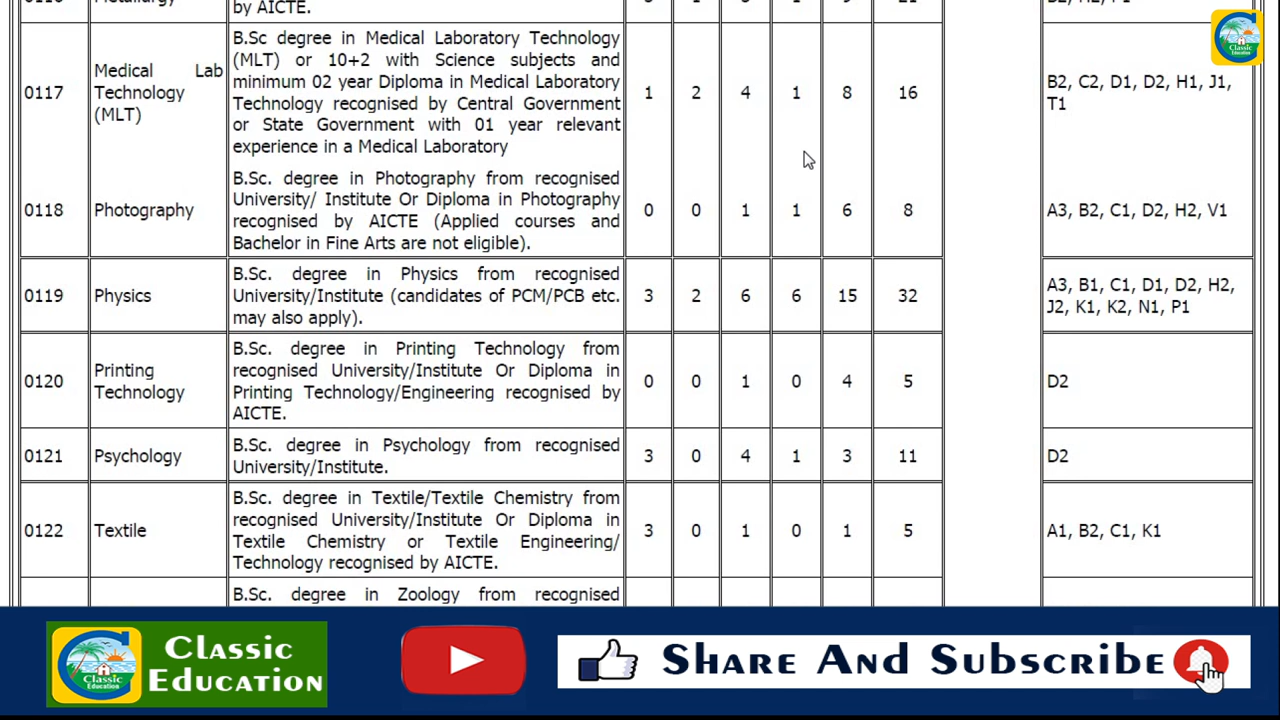 by AICTE.
0117
Medical Lab
Technology
(MLT)
B.Sc degree in Medical Laboratory Technology
(MLT) or 10+2 with Science subjects and
minimum 02 year Diploma in Medical Laboratory
Technology recognised by Central Government
or State Government with 01 year relevant
experience in a Medical Laboratory
1 2 4 1 8 16
B2, C2, D1, D2, H1, J1,
T1
0118
Photography
B.Sc. degree in Photography from recognised
University/ Institute Or Diploma in Photography
recognised by AICTE (Applied courses and
Bachelor in Fine Arts are not eligible).
0 0 1 1 6 8
A3, B2, C1, D2, H2, V1
0119
Physics
B.Sc. degree in Physics from recognised
University/Institute (candidates of PCM/PCB etc.
may also apply).
3 2 6 6 15 32
A3, B1, C1, D1, D2, H2,
J2, K1, K2, N1, P1
0120
Printing
Technology
B.Sc. degree in Printing Technology from
recognised University/Institute Or Diploma in
Printing Technology/Engineering recognised by
AICTE.
0 0 1 0 4 5
D2
0121
Psychology
B.Sc. degree in Psychology from recognised
University/Institute.
3 0 4 1 3 11
D2
0122
Textile
B.Sc. degree in Textile/Textile Chemistry from
recognised University/Institute Or Diploma in
Textile Chemistry or Textile Engineering/
Technology recognised by AICTE.
3 0 1 0 1 5
A1, B2, C1, K1
B.Sc. degree in Zoology from recognised
Classic
Education
Classic
Education
Classic
Education
Share And Subscribe